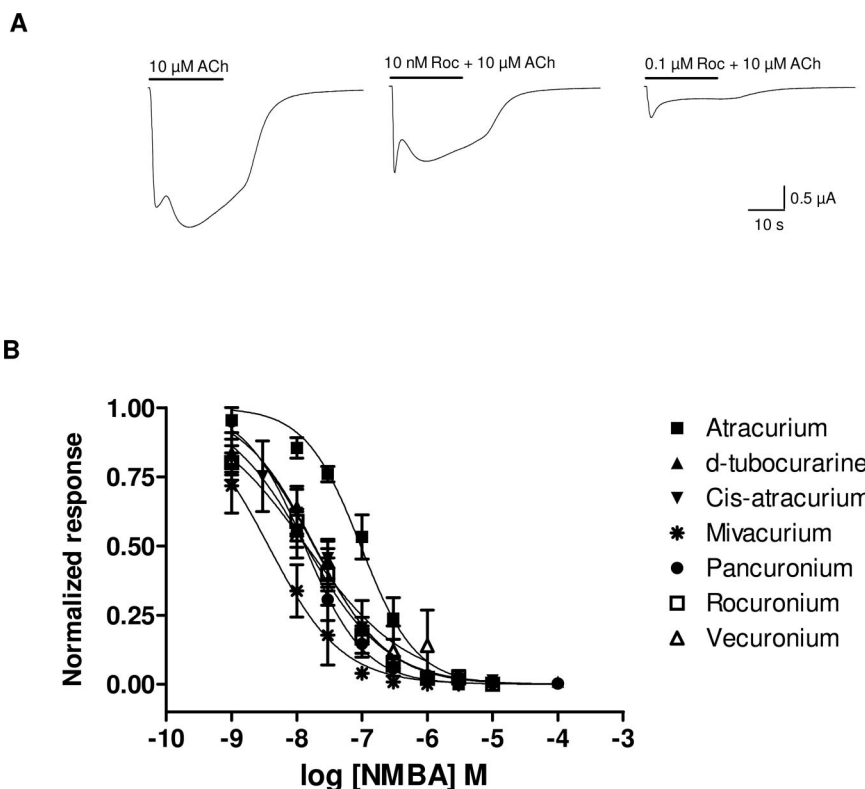 A
10 µM ACh
10 nM Roc + 10 µM ACh
0.1 µM Roc + 10 µM ACh
0.5 µA
10 s
B
Normalized response
1.00
0.75
0.50
0.25
0.00
-10 -9 -8 -7 -6 -5 -4 -3
log [NMBA] M
Atracurium
d-tubocurarine
Cis-atracurium
Mivacurium
Pancuronium
Rocuronium
Vecuronium